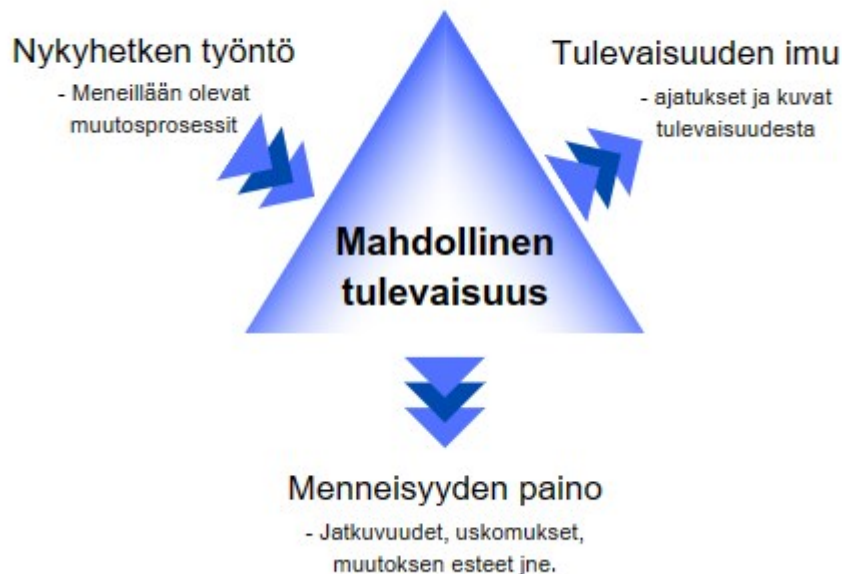 Nykyhetken työntö
- Meneillään olevat
muutosprosessit
Tulevaisuuden imu
- ajatukset ja kuvat
tulevaisuudesta
Mahdollinen
tulevaisuus
Menneisyyden paino
- Jatkuvuudet, uskomukset,
muutoksen esteet jne.